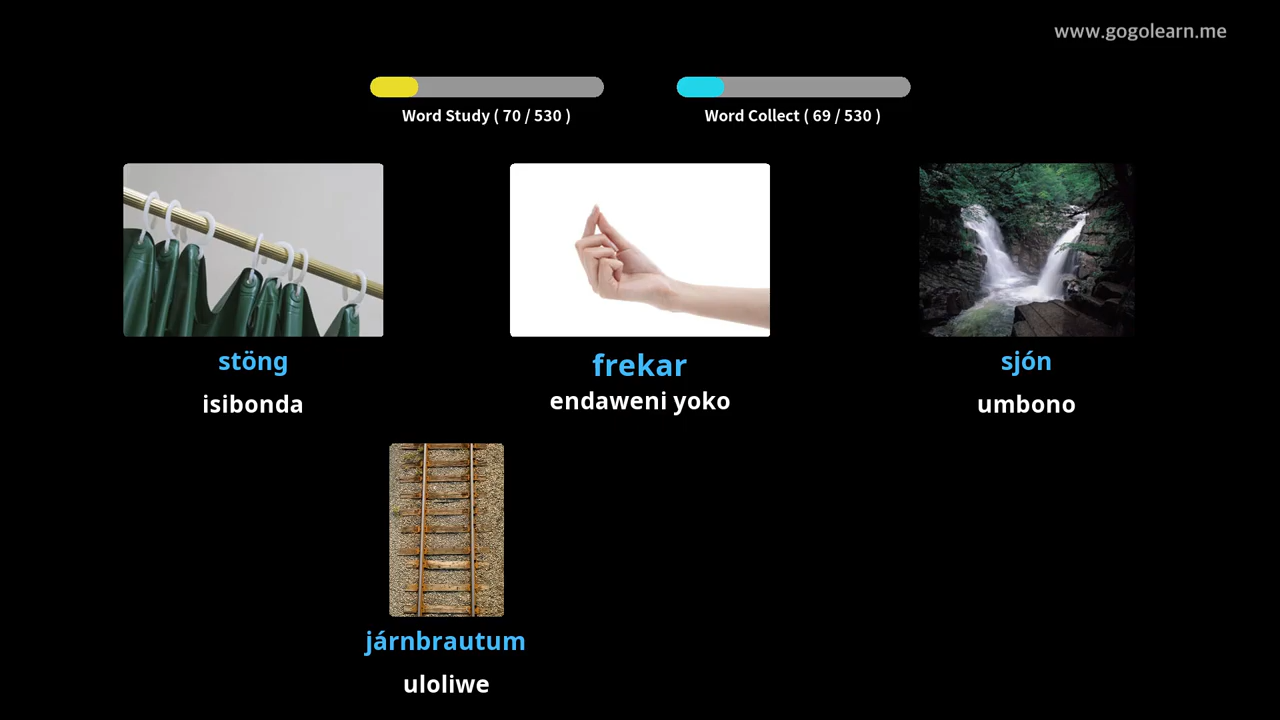 www.gogolearn.me
Word Study ( 70 / 530 )
Word Collect ( 69 / 530 )
stöng
isibonda
frekar
endaweni yoko
sjón
umbono
járnbrautum
uloliwe